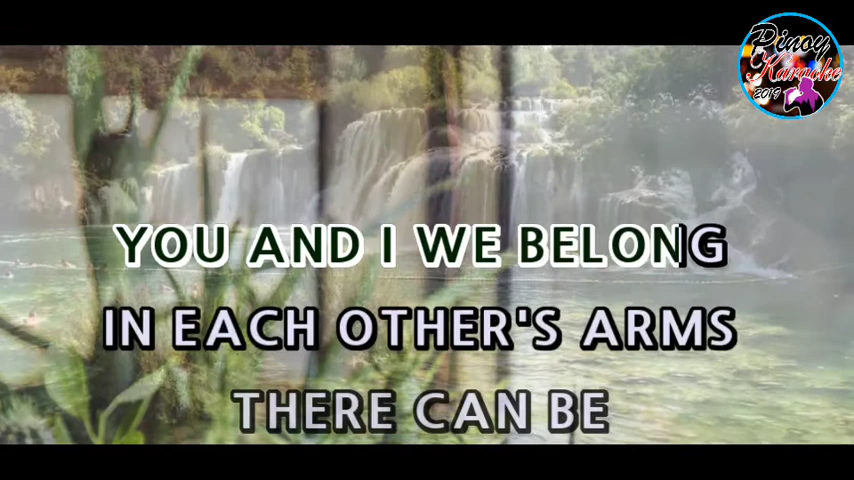 Pinoy
Karaoke
2019
YOU AND I WE BELONG
IN EACH OTHER'S ARMS
THERE CAN BE